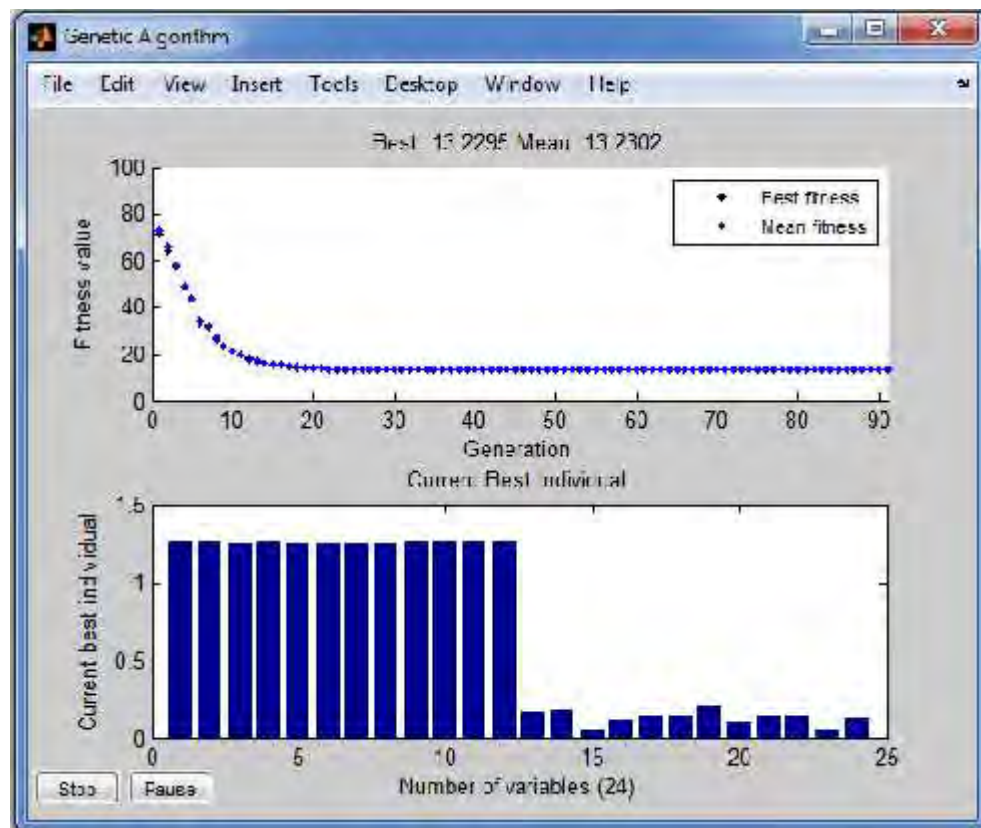 Genetic Algorithm
File Edit View Insert Tools Desktop Window Help
Best: 13.2295 Mean: 13.2302
100
80
60
40
20
0
Fitness value
Best fitness
Mean fitness
0 10 20 30 40 50 60 70 80 90
Generation
Current Best Individual
1.5
1
0.5
0
Current best individual
0 5 10 15 20 25
Number of variables (24)
Stop Pause